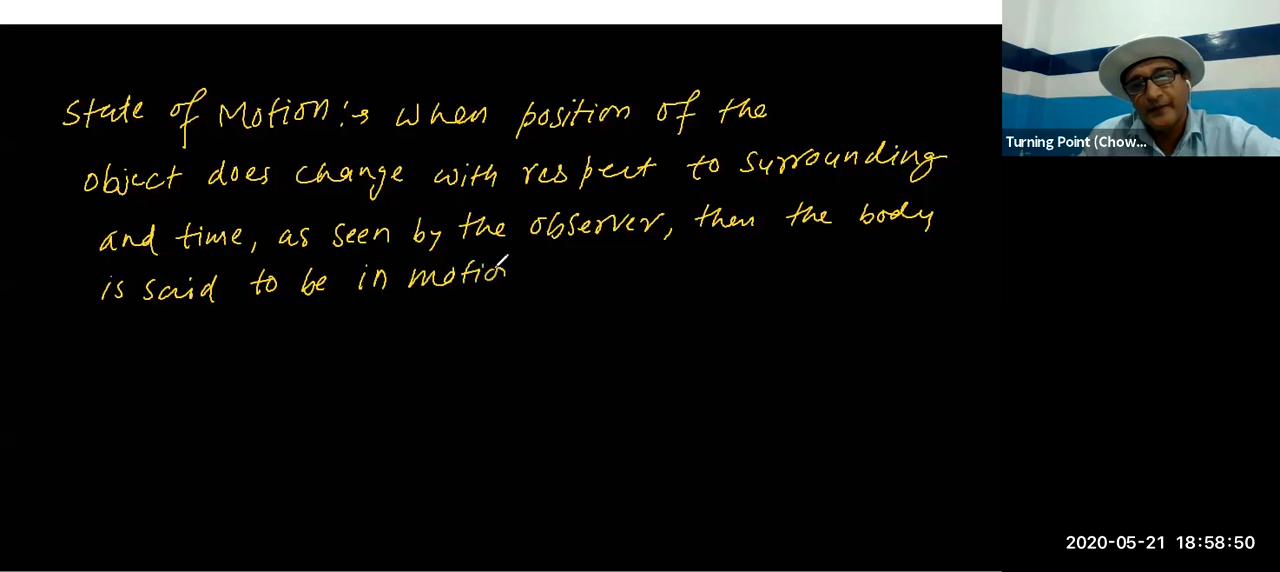 State of Motion :→ When position of the
object does change with respect to surrounding
and time, as seen by the observer, then the body
is said to be in motion
Turning Point (Chow...
2020-05-21 18:58:50